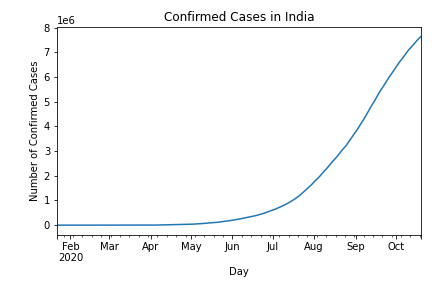 Confirmed Cases in India
1e6
8
7
6
5
4
3
2
1
0
Number of Confirmed Cases
Feb Mar Apr May Jun Jul Aug Sep Oct
2020
Day